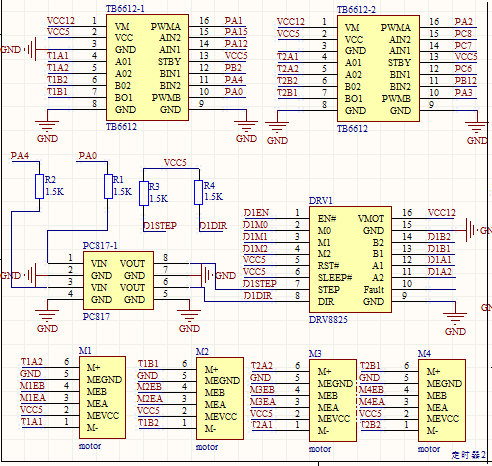 TB6612-1
VCC12 1 VM PWMA 16 PA1
VCC5 2 VCC AIN2 15 PA15
GND 3 GND AIN1 14 PA12
T1A1 4 A01 STBY 13 VCC5
T1A2 5 A02 BIN1 12 PB2
T1B2 6 B02 BIN2 11 PA4
T1B1 7 BO1 PWMB 10 PA0
8 GND GND 9
GND TB6612 GND
TB6612-2
VCC12 1 VM PWMA 16 PA2
VCC5 2 VCC AIN2 15 PC8
GND 3 GND AIN1 14 PC7
T2A1 4 A01 STBY 13 VCC5
T2A2 5 A02 BIN1 12 PC6
T2B2 6 B02 BIN2 11 PB12
T2B1 7 BO1 PWMB 10 PA3
8 GND GND 9
GND TB6612 GND
PA4 PA0 VCC5
R2 1.5K
R1 1.5K
R3 1.5K
R4 1.5K
D1STEP D1DIR
1 VIN VOUT 8
GND 2 GND GND 7 GND
3 VIN VOUT 6
4 GND GND 5
PC817-1
GND PC817 GND
DRV1
D1EN 1 EN# VMOT 16 VCC12
D1M0 2 M0 GND 15 GND
D1M1 3 M1 B2 14 D1B2
D1M2 4 M2 B1 13 D1B1
VCC5 5 RST# A1 12 D1A1
VCC5 6 SLEEP# A2 11 D1A2
D1STEP 7 STEP Fault 10
D1DIR 8 DIR GND 9
DRV8825 GND
M1
T1A2 6 M+
GND 5 MEGND
M1EB 4 MEB
M1EA 3 MEA
VCC5 2 MEVCC
T1A1 1 M-
motor
M2
T1B1 6 M+
GND 5 MEGND
M2EB 4 MEB
M2EA 3 MEA
VCC5 2 MEVCC
T1B2 1 M-
motor
M3
T2A2 6 M+
GND 5 MEGND
M3EB 4 MEB
M3EA 3 MEA
VCC5 2 MEVCC
T2A1 1 M-
motor
M4
T2B1 6 M+
GND 5 MEGND
M4EB 4 MEB
M4EA 3 MEA
VCC5 2 MEVCC
T2B2 1 M-
motor
定时器2